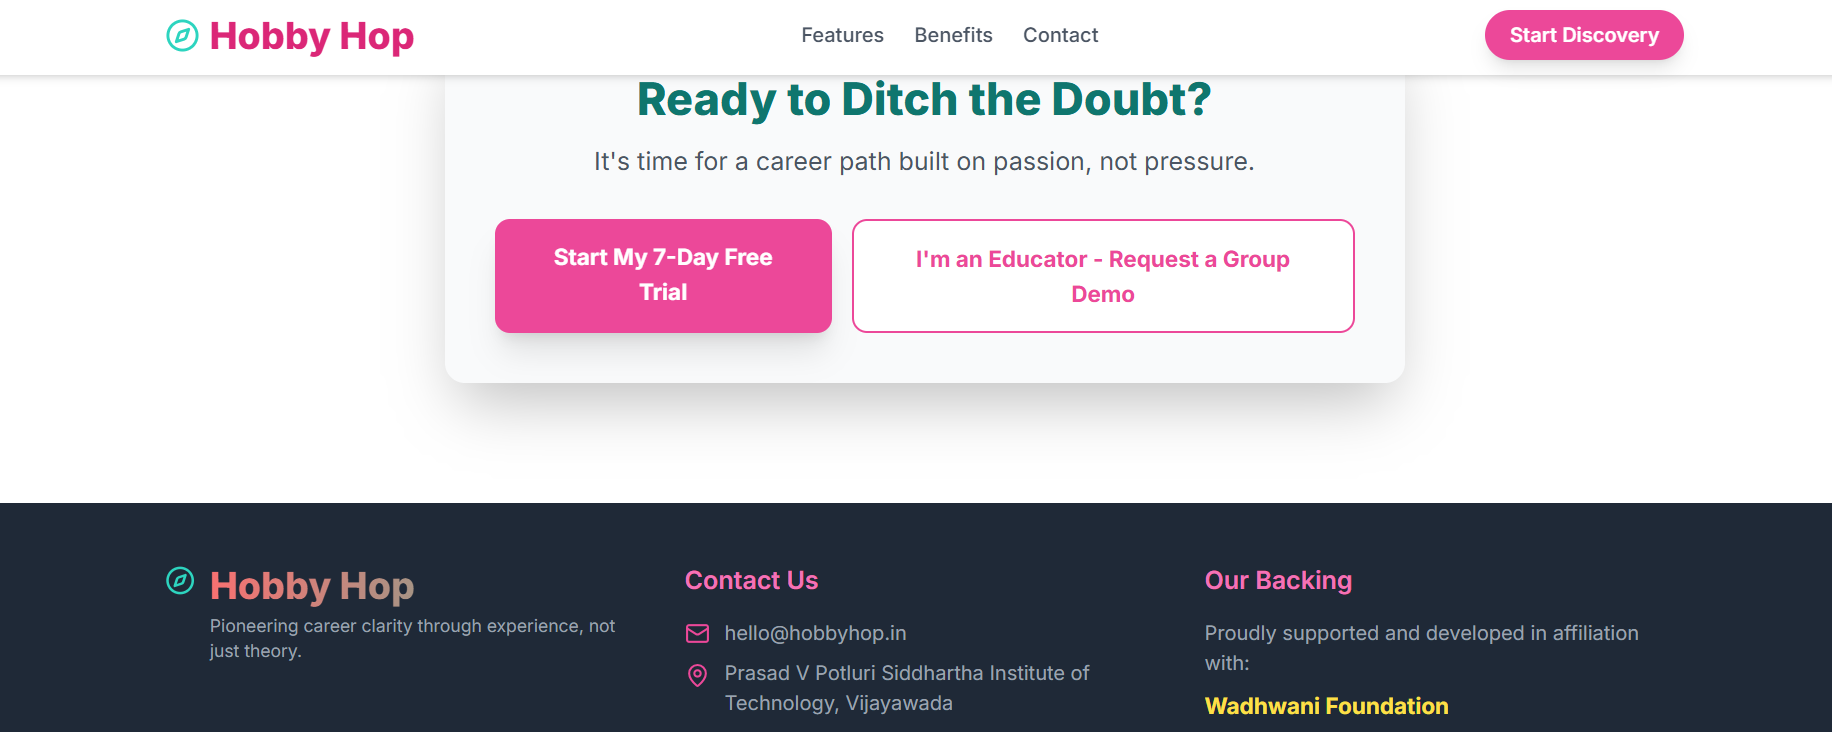 Hobby Hop
Features
Benefits
Contact
Start Discovery
Ready to Ditch the Doubt?
It's time for a career path built on passion, not pressure.
Start My 7-Day Free
Trial
I'm an Educator - Request a Group
Demo
Hobby Hop
Pioneering career clarity through experience, not
just theory.
Contact Us
hello@hobbyhop.in
Prasad V Potluri Siddhartha Institute of
Technology, Vijayawada
Our Backing
Proudly supported and developed in affiliation
with:
Wadhwani Foundation